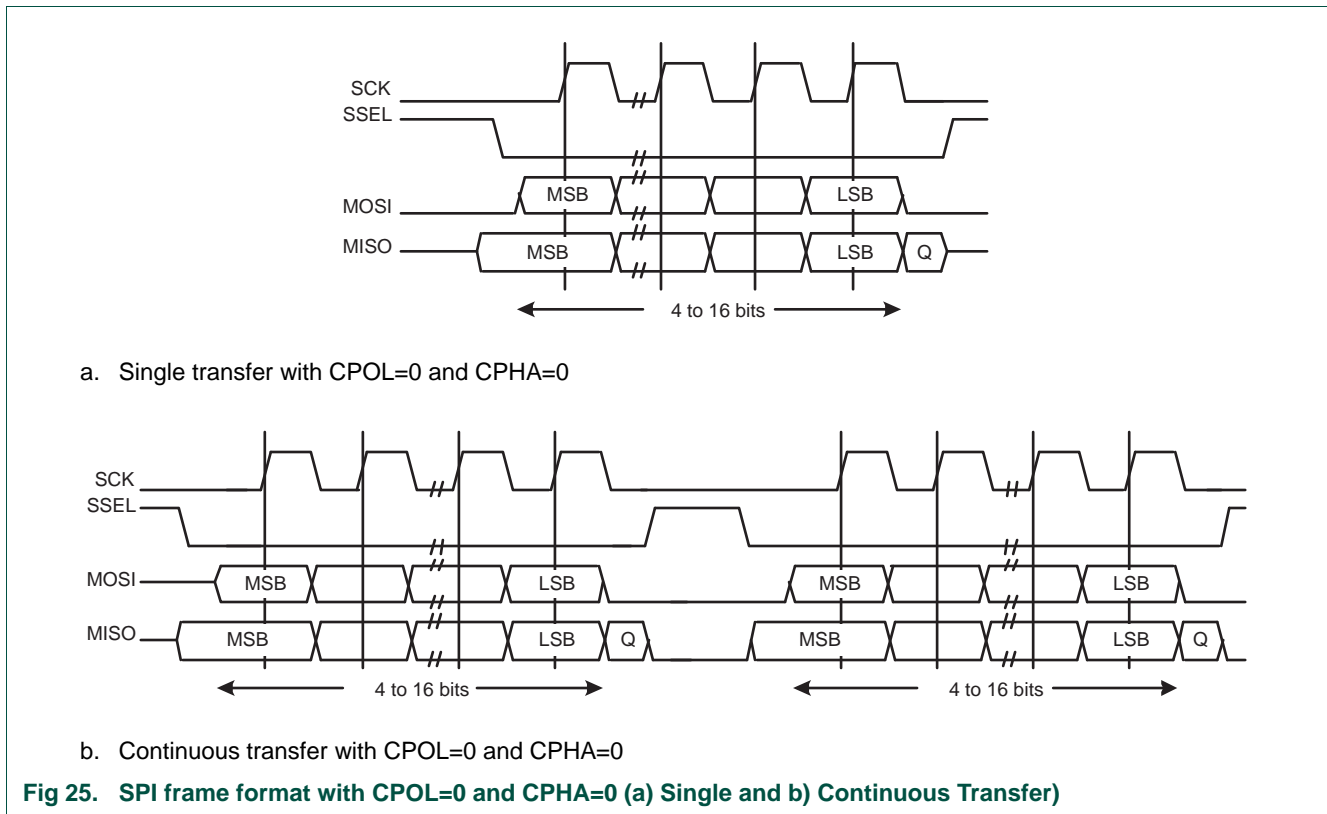 SCK
SSEL
MSB LSB
MOSI
MISO MSB LSB Q
4 to 16 bits
a. Single transfer with CPOL=0 and CPHA=0
SCK
SSEL
MOSI MSB LSB MSB LSB
MISO MSB LSB Q MSB LSB Q
4 to 16 bits 4 to 16 bits
b. Continuous transfer with CPOL=0 and CPHA=0
Fig 25. SPI frame format with CPOL=0 and CPHA=0 (a) Single and b) Continuous Transfer)